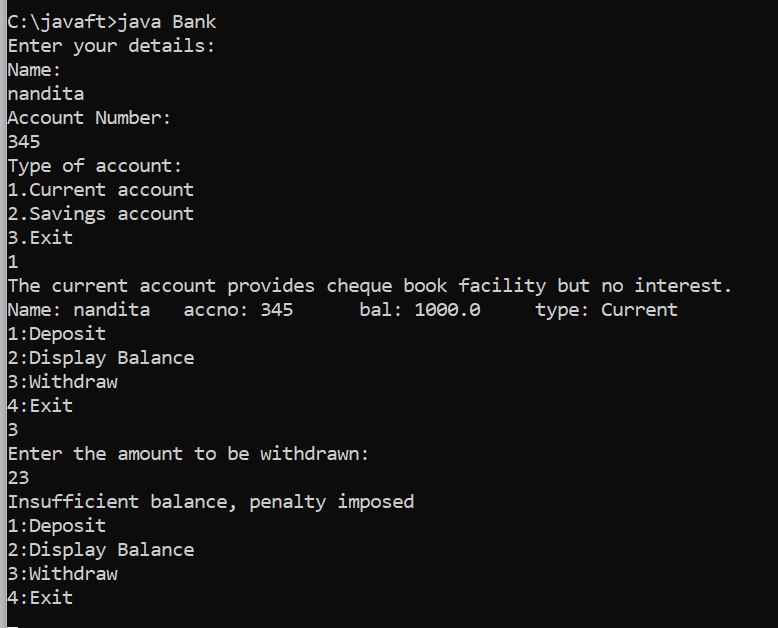 C:\javaft>java Bank
Enter your details:
Name:
nandita
Account Number:
345
Type of account:
1.Current account
2.Savings account
3.Exit
1
The current account provides cheque book facility but no interest.
Name: nandita   accno: 345      bal: 1000.0     type: Current
1:Deposit
2:Display Balance
3:Withdraw
4:Exit
3
Enter the amount to be withdrawn:
23
Insufficient balance, penalty imposed
1:Deposit
2:Display Balance
3:Withdraw
4:Exit